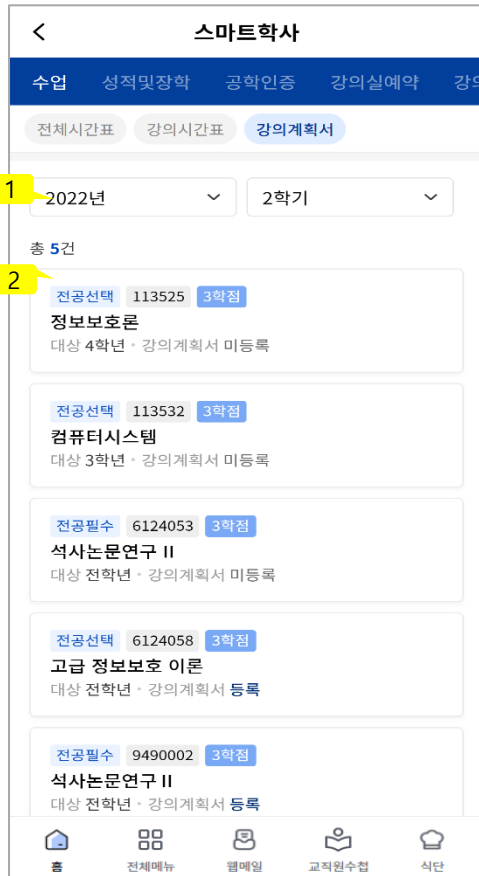 스마트학사
수업 성적및장학 공학인증 강의실예약 강의
전체시간표 강의시간표 강의계획서
1
2022년 2학기
총 5건
2
전공선택 113525 3학점
정보보호론
대상 4학년 · 강의계획서 미등록
전공선택 113532 3학점
컴퓨터시스템
대상 3학년 · 강의계획서 미등록
전공필수 6124053 3학점
석사논문연구 II
대상 전학년 · 강의계획서 미등록
전공선택 6124058 3학점
고급 정보보호 이론
대상 전학년 · 강의계획서 등록
전공필수 9490002 3학점
석사논문연구 II
대상 전학년 · 강의계획서 등록
홈 전체메뉴 웹메일 교직원수첩 식단